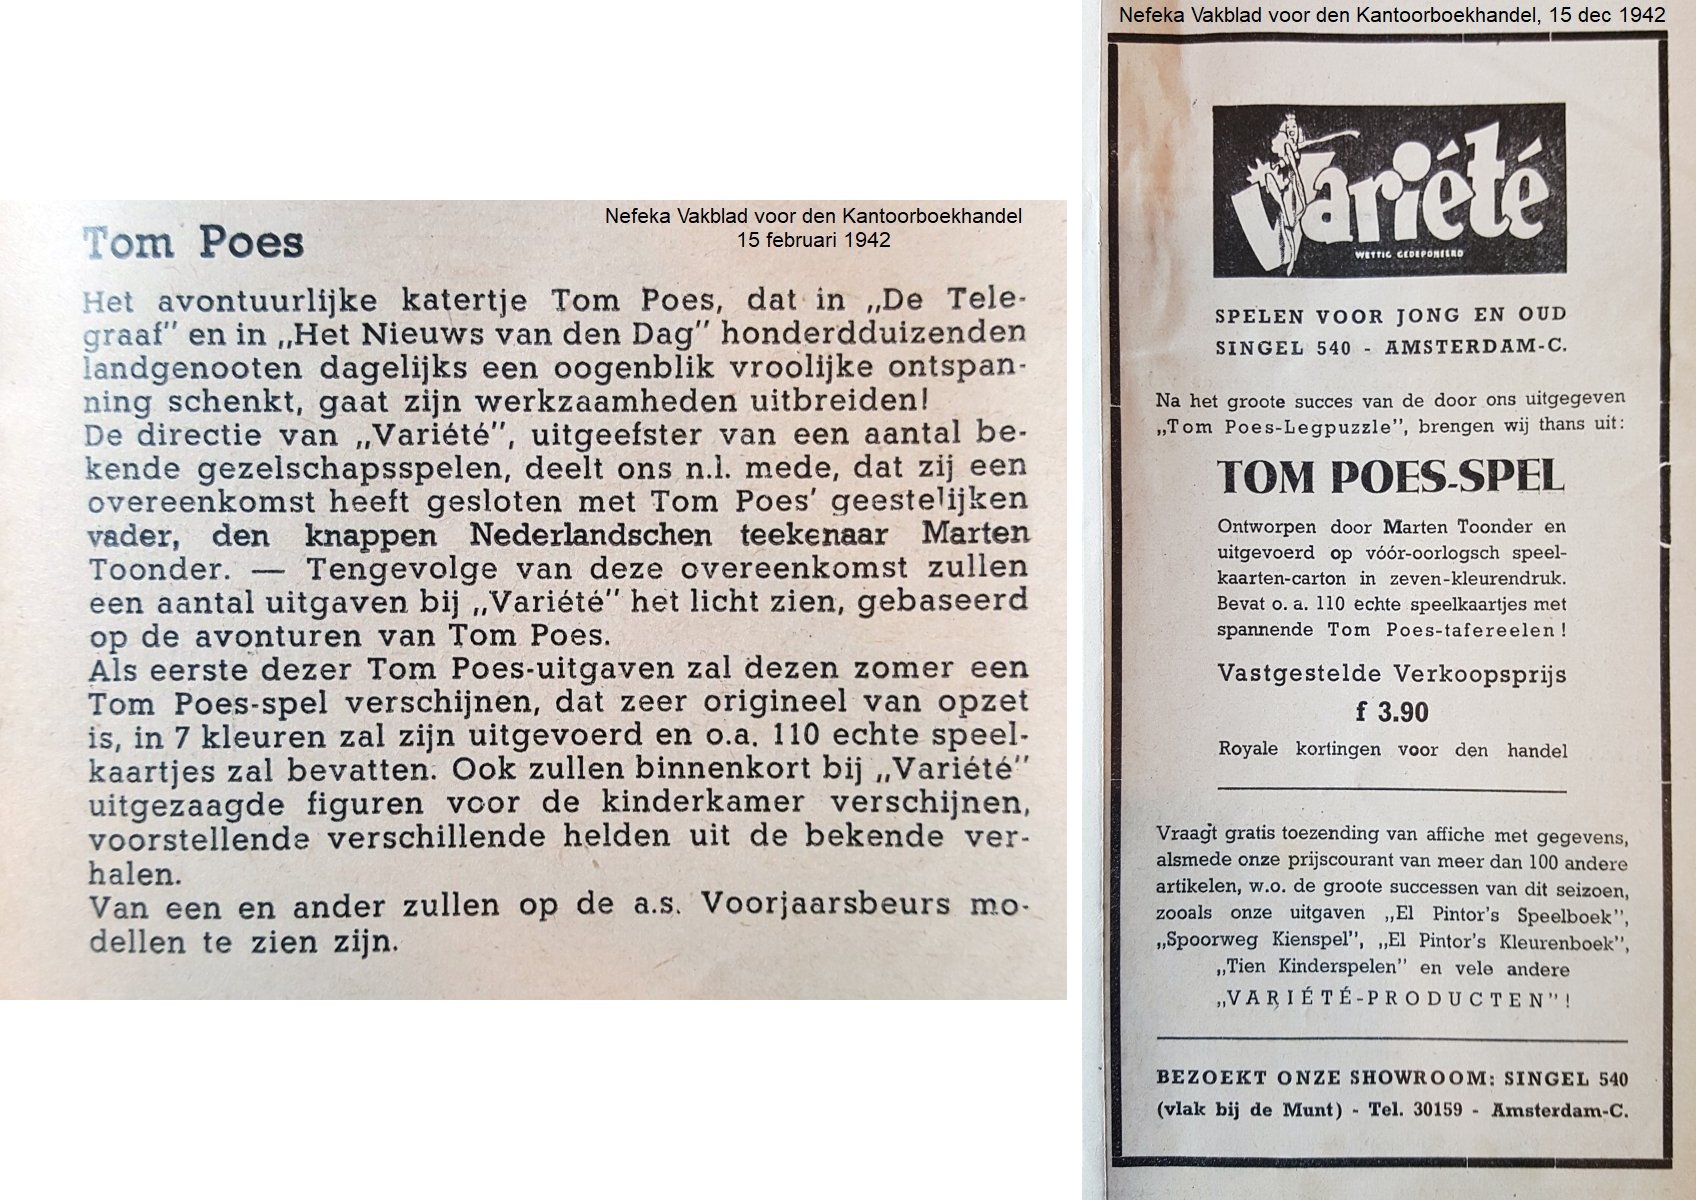 Nefeka Vakblad voor den Kantoorboekhandel
15 februari 1942
Tom Poes
Het avontuurlijke katertje Tom Poes, dat in „De Tele-
graaf” en in „Het Nieuws van den Dag” honderdduizenden
landgenooten dagelijks een oogenblik vroolijke ontspan-
ning schenkt, gaat zijn werkzaamheden uitbreiden!
De directie van „Variété”, uitgeefster van een aantal be-
kende gezelschapsspelen, deelt ons n.l. mede, dat zij een
overeenkomst heeft gesloten met Tom Poes’ geestelijken
vader, den knappen Nederlandschen teekenaar Marten
Toonder. — Tengevolge van deze overeenkomst zullen
een aantal uitgaven bij „Variété” het licht zien, gebaseerd
op de avonturen van Tom Poes.
Als eerste dezer Tom Poes-uitgaven zal dezen zomer een
Tom Poes-spel verschijnen, dat zeer origineel van opzet
is, in 7 kleuren zal zijn uitgevoerd en o.a. 110 echte speel-
kaartjes zal bevatten. Ook zullen binnenkort bij „Variété”
uitgezaagde figuren voor de kinderkamer verschijnen,
voorstellende verschillende helden uit de bekende ver-
halen.
Van een en ander zullen op de a.s. Voorjaarsbeurs mo-
dellen te zien zijn.
Nefeka Vakblad voor den Kantoorboekhandel, 15 dec 1942
Variété
WETTIG GEDEPONEERD
SPELEN VOOR JONG EN OUD
SINGEL 540 - AMSTERDAM-C.
Na het groote succes van de door ons uitgegeven
„Tom Poes-Legpuzzle”, brengen wij thans uit:
TOM POES-SPEL
Ontworpen door Marten Toonder en
uitgevoerd op vóór-oorlogsch speel-
kaarten-carton in zeven-kleurendruk.
Bevat o. a. 110 echte speelkaartjes met
spannende Tom Poes-tafereelen!
Vastgestelde Verkoopsprijs
f 3.90
Royale kortingen voor den handel
Vraagt gratis toezending van affiche met gegevens,
alsmede onze prijscourant van meer dan 100 andere
artikelen, w.o. de groote successen van dit seizoen,
zooals onze uitgaven „El Pintor's Speelboek”,
„Spoorweg Kienspel”, „El Pintor's Kleurenboek”,
„Tien Kinderspelen” en vele andere
„VARIÉTÉ-PRODUCTEN”!
BEZOEKT ONZE SHOWROOM: SINGEL 540
(vlak bij de Munt) - Tel. 30159 - Amsterdam-C.